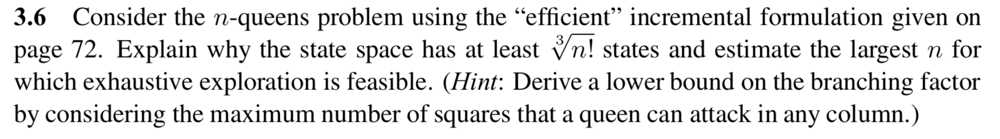 3.6 Consider the n-queens problem using the “efficient” incremental formulation given on
page 72. Explain why the state space has at least ∛n! states and estimate the largest n for
which exhaustive exploration is feasible. (Hint: Derive a lower bound on the branching factor
by considering the maximum number of squares that a queen can attack in any column.)